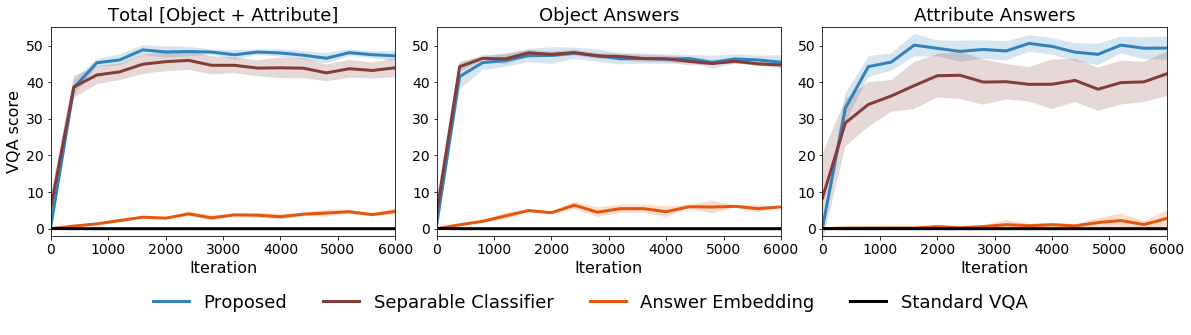 Total [Object + Attribute]
Object Answers
Attribute Answers
VQA score
50
40
30
20
10
0
50
40
30
20
10
0
50
40
30
20
10
0
0 1000 2000 3000 4000 5000 6000
0 1000 2000 3000 4000 5000 6000
0 1000 2000 3000 4000 5000 6000
Iteration
Iteration
Iteration
Proposed
Separable Classifier
Answer Embedding
Standard VQA